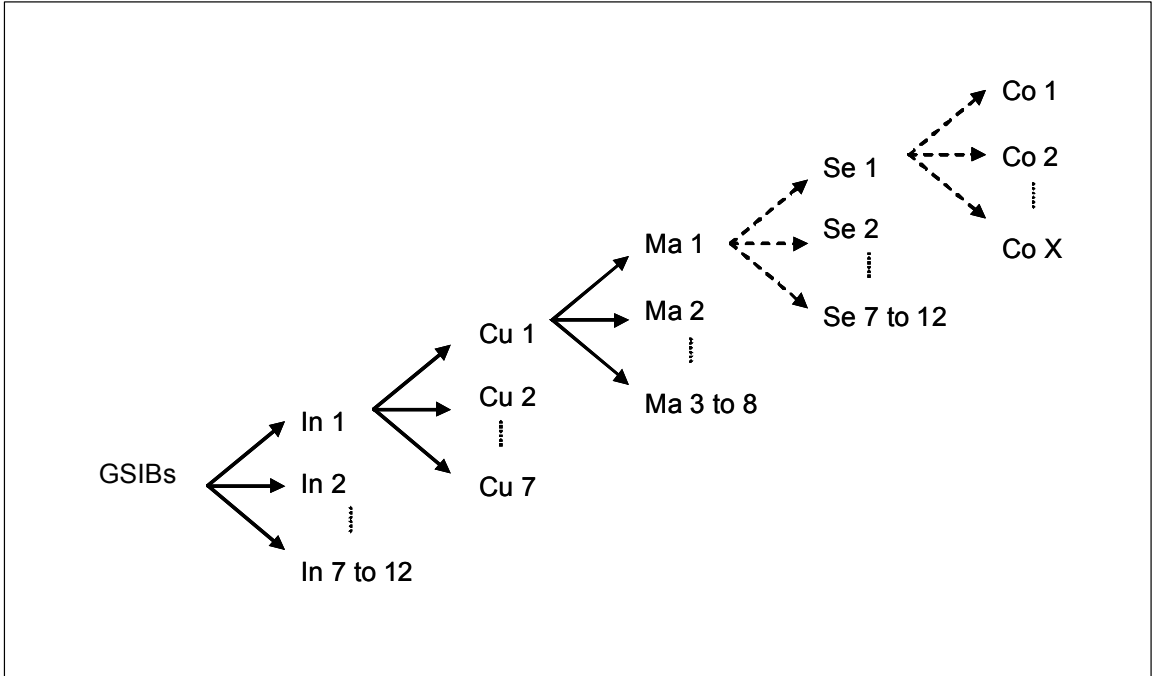 GSIBs
In 1
In 2
In 7 to 12
Cu 1
Cu 2
Cu 7
Ma 1
Ma 2
Ma 3 to 8
Se 1
Se 2
Se 7 to 12
Co 1
Co 2
Co X